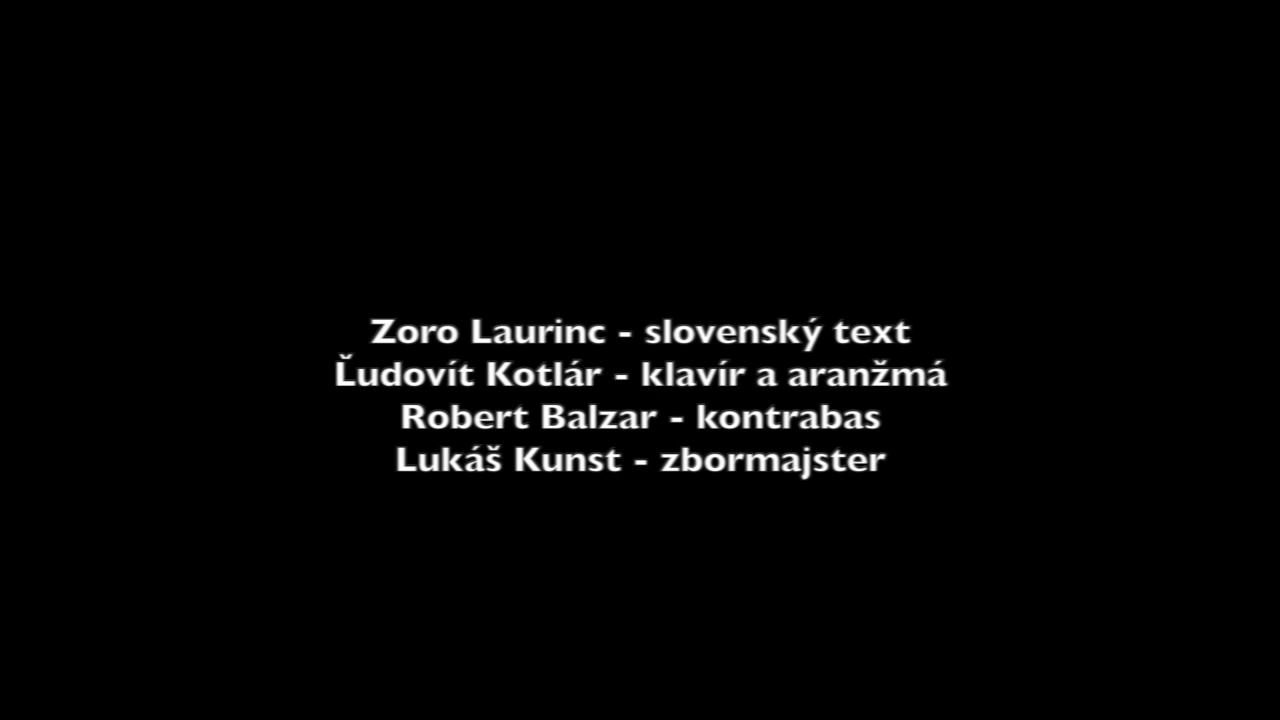 Zoro Laurinc - slovenský text
Ľudovít Kotlár - klavír a aranžmá
Robert Balzar - kontrabas
Lukáš Kunst - zbormajster